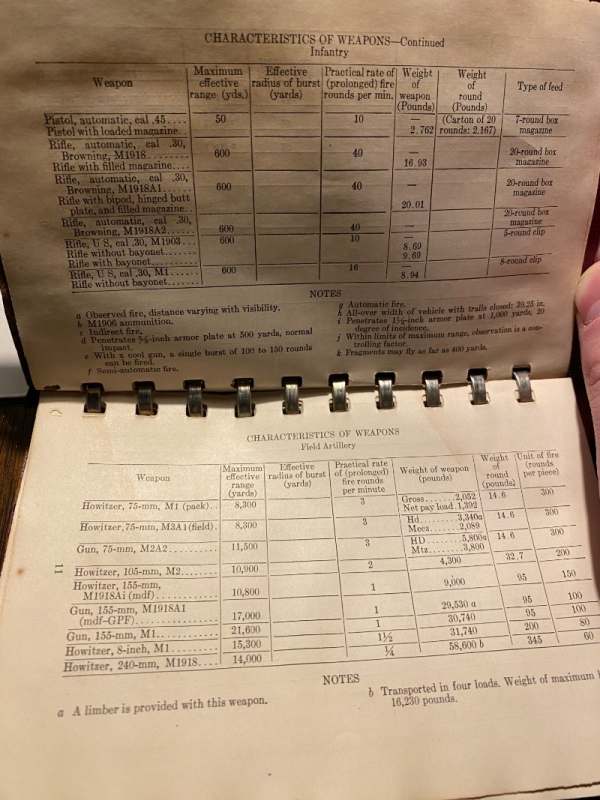 CHARACTERISTICS OF WEAPONS—Continued
Infantry
Weapon | Maximum effective range (yds.) | Effective radius of burst (yards) | Practical rate of (prolonged) fire rounds per min. | Weight of weapon (Pounds) | Weight of round (Pounds) | Type of feed
Pistol, automatic, cal .45.... 50 10 — (Carton of 20 7-round box
Pistol with loaded magazine.. 2.762 rounds: 2.167) magazine
Rifle, automatic, cal .30,
Browning, M1918........ 600 40 — 20-round box
Rifle with filled magazine.... 16.93 magazine
Rifle, automatic, cal .30,
Browning, M1918A1...... 600 40 — 20-round box
Rifle with bipod, hinged butt magazine
plate, and filled magazine.. 20.01
Rifle, automatic, cal .30, 20-round box
Browning, M1918A2...... 600 40 — magazine
Rifle, U S, cal .30, M1903... 600 10 — 5-round clip
Rifle without bayonet...... 8.69
Rifle with bayonet......... 9.69
Rifle, U S, cal .30, M1..... 600 16 — 8-round clip
Rifle without bayonet...... 8.94
NOTES
a Observed fire, distance varying with visibility.
b M1906 ammunition.
c Indirect fire.
d Penetrates ¾-inch armor plate at 500 yards, normal
impact.
e With a cool gun, a single burst of 100 to 150 rounds
can be fired.
f Semi-automatic fire.
g Automatic fire.
h All-over width of vehicle with trails closed; 39.25 in.
i Penetrates 1½-inch armor plate at 1,000 yards, 20
degree of incidence.
j Within limits of maximum range, observation is a con-
trolling factor.
k Fragments may fly as far as 400 yards.
CHARACTERISTICS OF WEAPONS
Field Artillery
Weapon | Maximum effective range (yards) | Effective radius of burst (yards) | Practical rate of (prolonged) fire rounds per minute | Weight of weapon (pounds) | Weight of round (pounds) | Unit of fire (rounds per piece)
Howitzer, 75-mm, M1 (pack).. 8,300 3 Gross.......2,052 14.6 300
Net pay load.1,392
Howitzer, 75-mm, M3A1(field). 8,300 3 Hd.........3,340a 14.6 300
Mecz.......2,089
Gun, 75-mm, M2A2.......... 11,500 3 HD.........5,800a 14.6 300
Mtz........3,800
Howitzer, 105-mm, M2....... 10,900 2 4,300 32.7 200
Howitzer, 155-mm,
M1918Ai (mdf)........... 10,800 1 9,000 95 150
Gun, 155-mm, M1918A1
(mdf-GPF)............... 17,000 1 29,530 a 95 100
Gun, 155-mm, M1........... 21,600 1 30,740 95 100
Howitzer, 8-inch, M1....... 15,300 1½ 31,740 200 80
Howitzer, 240-mm, M1918.... 14,000 ¼ 58,600 b 345 60
NOTES
a A limber is provided with this weapon.
b Transported in four loads. Weight of maximum
16,230 pounds.
11